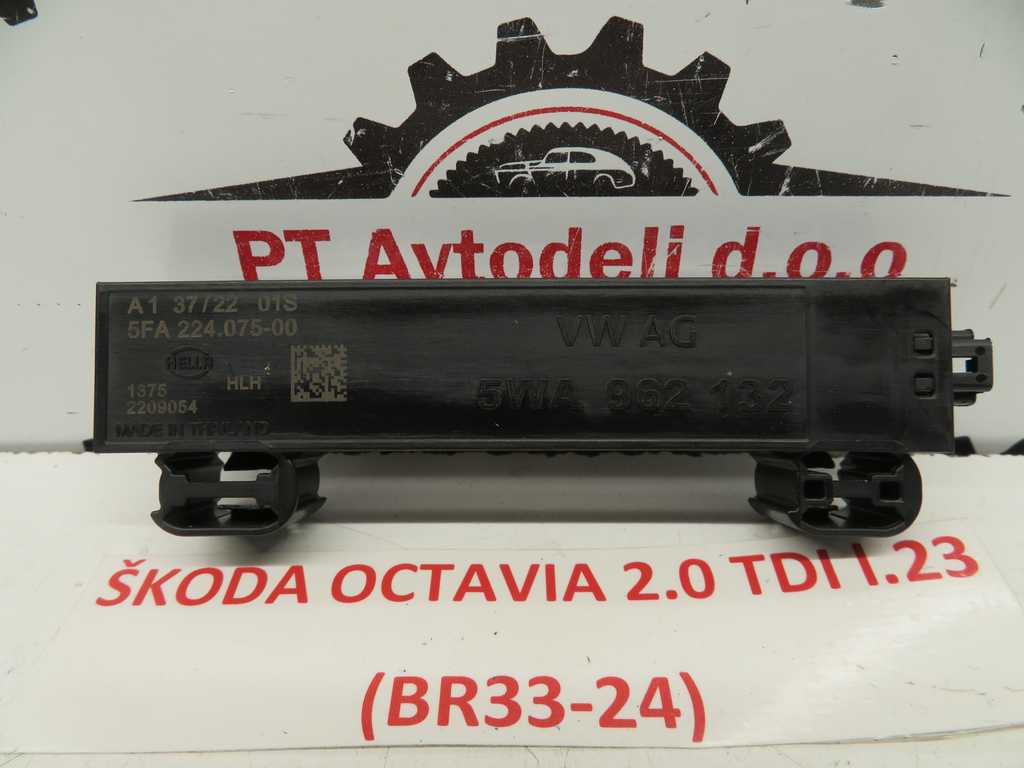 PT Avtodeli d.o.o
A1 37/22 01S
5FA 224.075-00
HELLA
HLH
1375
2209054
MADE IN THAILAND
VW AG
5WA 962 132
ŠKODA OCTAVIA 2.0 TDI l.23
(BR33-24)